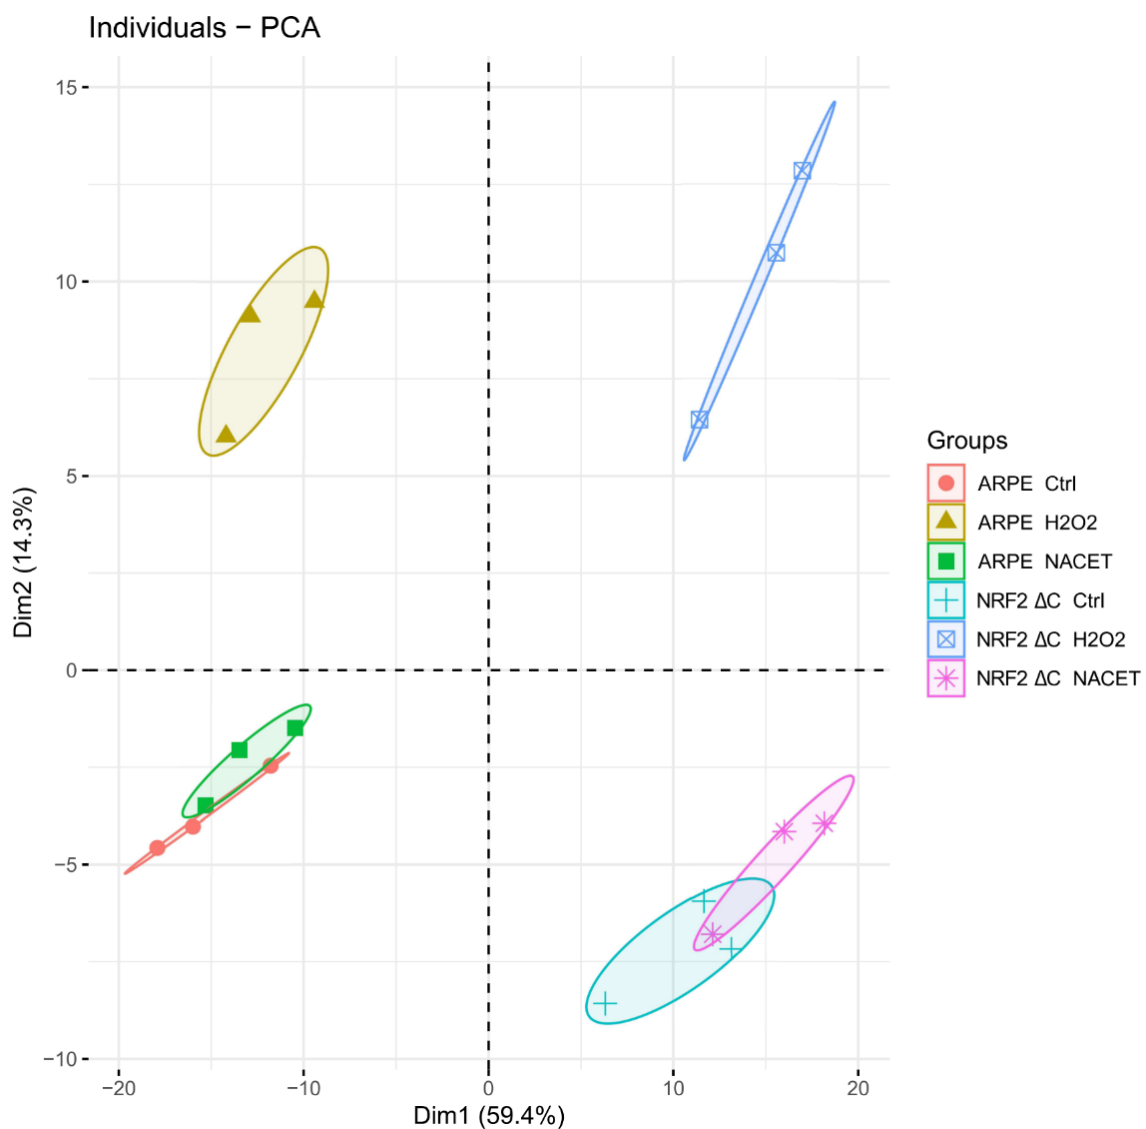 Individuals − PCA
15
10
5
0
−5
−10
−20
−10
0
10
20
Dim1 (59.4%)
Dim2 (14.3%)
Groups
ARPE Ctrl
ARPE H2O2
ARPE NACET
NRF2 ΔC Ctrl
NRF2 ΔC H2O2
NRF2 ΔC NACET